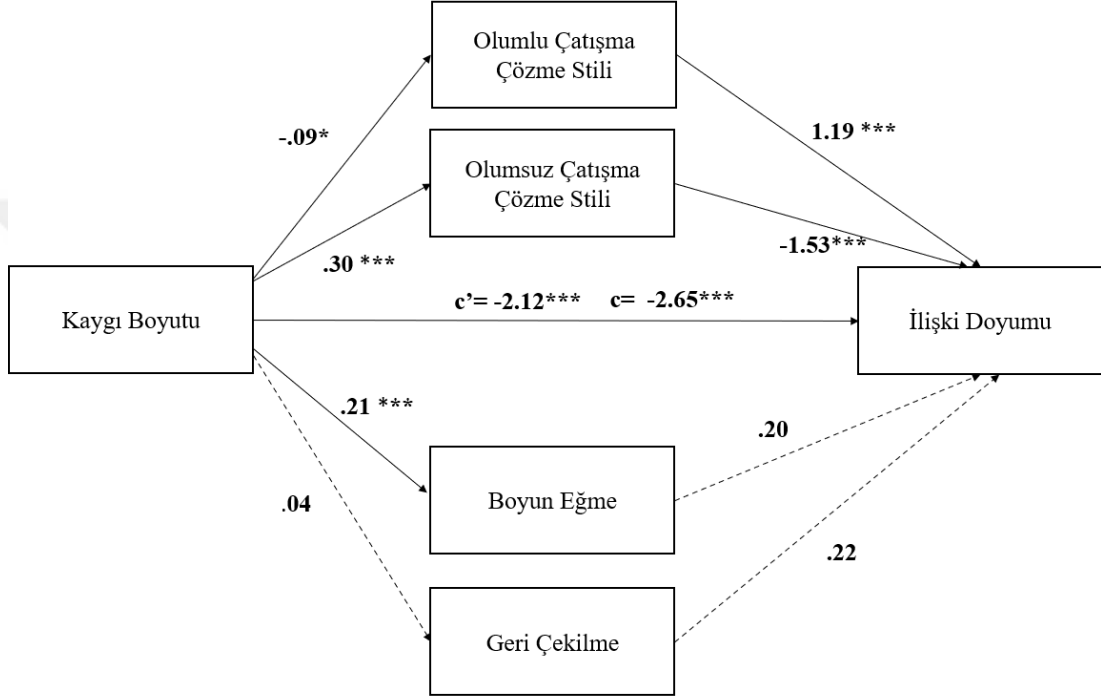 Olumlu Çatışma
Çözme Stili
-.09*
1.19 ***
Olumsuz Çatışma
Çözme Stili
.30 ***
-1.53***
Kaygı Boyutu
c’= -2.12*** c= -2.65***
İlişki Doyumu
.21 ***
.20
Boyun Eğme
.04
.22
Geri Çekilme